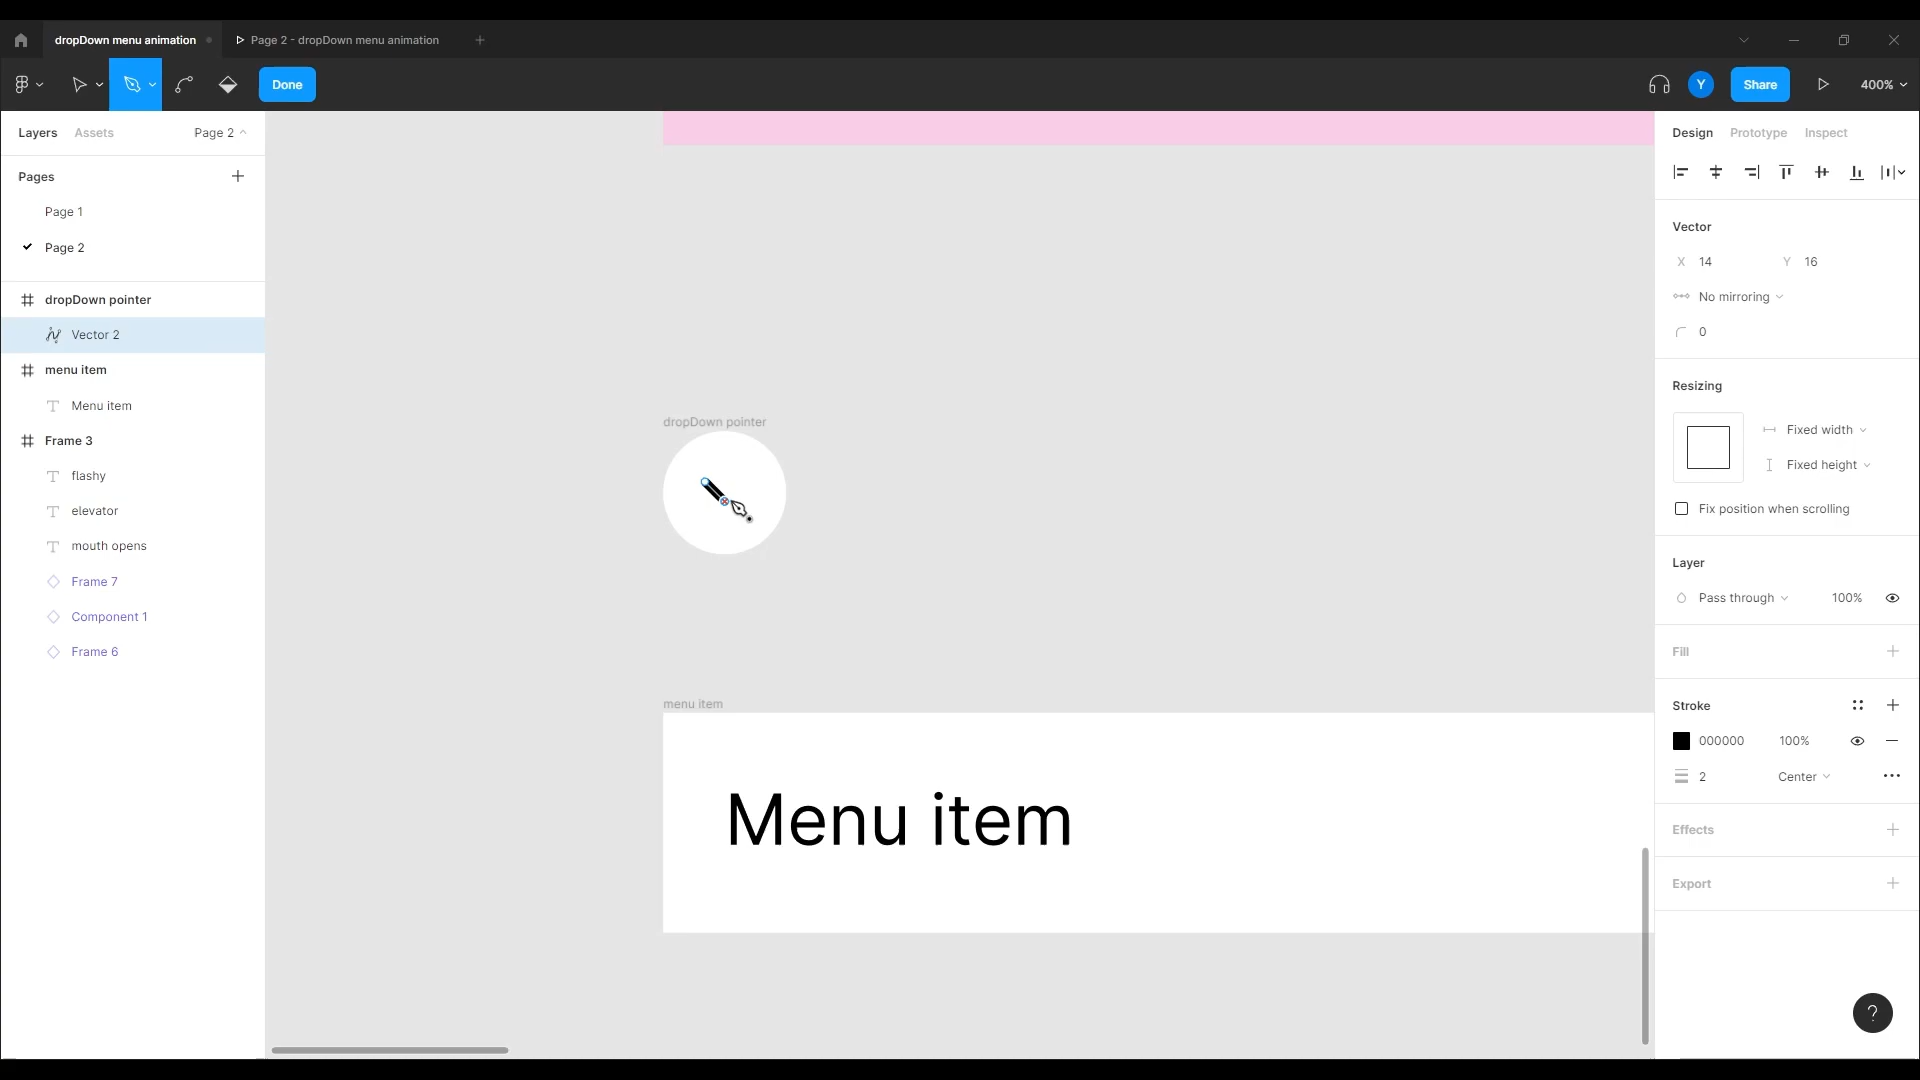 dropDown menu animation
Page 2 - dropDown menu animation
Done
Y
Share
400%
Layers
Assets
Page 2
Pages
Page 1
Page 2
dropDown pointer
Vector 2
menu item
Menu item
Frame 3
flashy
elevator
mouth opens
Frame 7
Component 1
Frame 6
dropDown pointer
menu item
Menu item
Design
Prototype
Inspect
Vector
X 14
Y 16
No mirroring
0
Resizing
Fixed width
Fixed height
Fix position when scrolling
Layer
Pass through
100%
Fill
Stroke
000000
100%
2
Center
Effects
Export
?